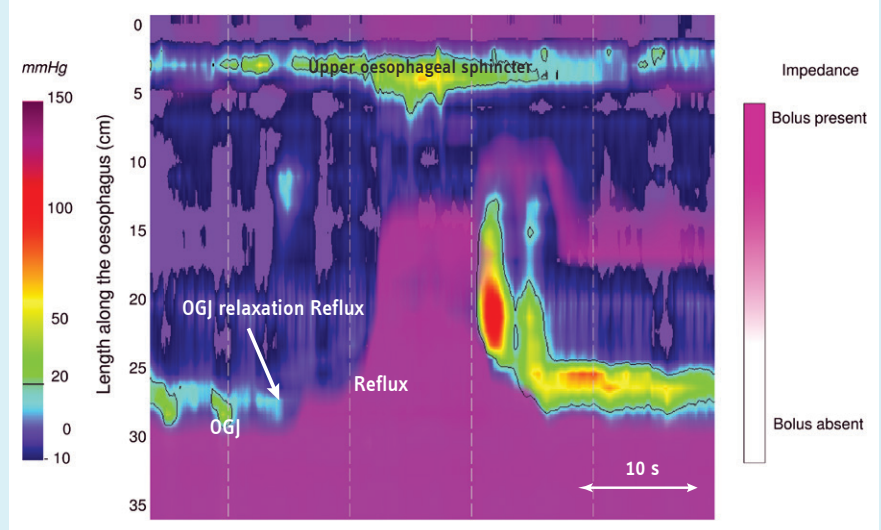 mmHg
150
100
50
20
0
- 10
Length along the oesophagus (cm)
0
5
10
15
20
25
30
35
Upper oesophageal sphincter
OGJ relaxation Reflux
Reflux
OGJ
10 s
Impedance
Bolus present
Bolus absent